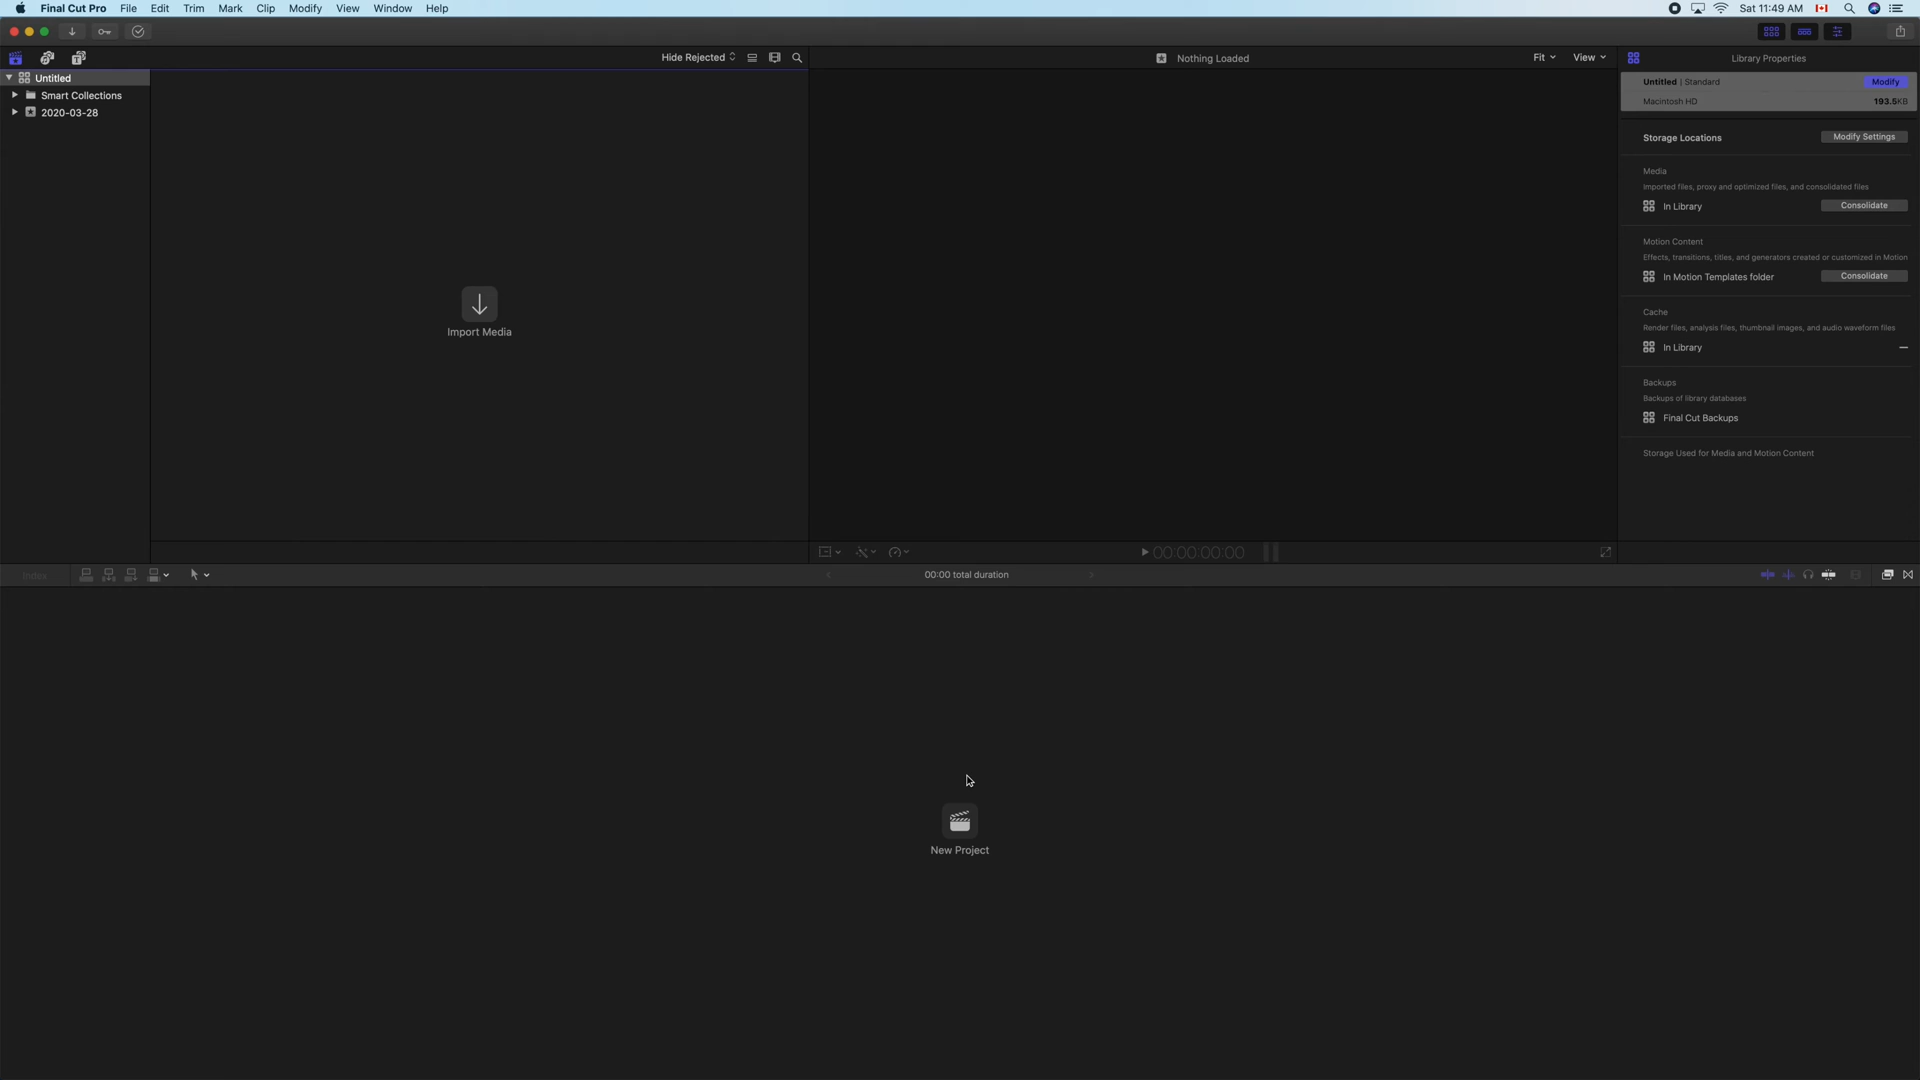 Final Cut Pro File Edit Trim Mark Clip Modify View Window Help Sat 11:49 AM
Hide Rejected
Nothing Loaded
Fit View
Library Properties
Untitled
Smart Collections
2020-03-28
Import Media
00:00:00:00
Untitled | Standard Modify
Macintosh HD 193.5KB
Storage Locations Modify Settings
Media
Imported files, proxy and optimized files, and consolidated files
In Library Consolidate
Motion Content
Effects, transitions, titles, and generators created or customized in Motion
In Motion Templates folder Consolidate
Cache
Render files, analysis files, thumbnail images, and audio waveform files
In Library
Backups
Backups of library databases
Final Cut Backups
Storage Used for Media and Motion Content
Index
00:00 total duration
New Project